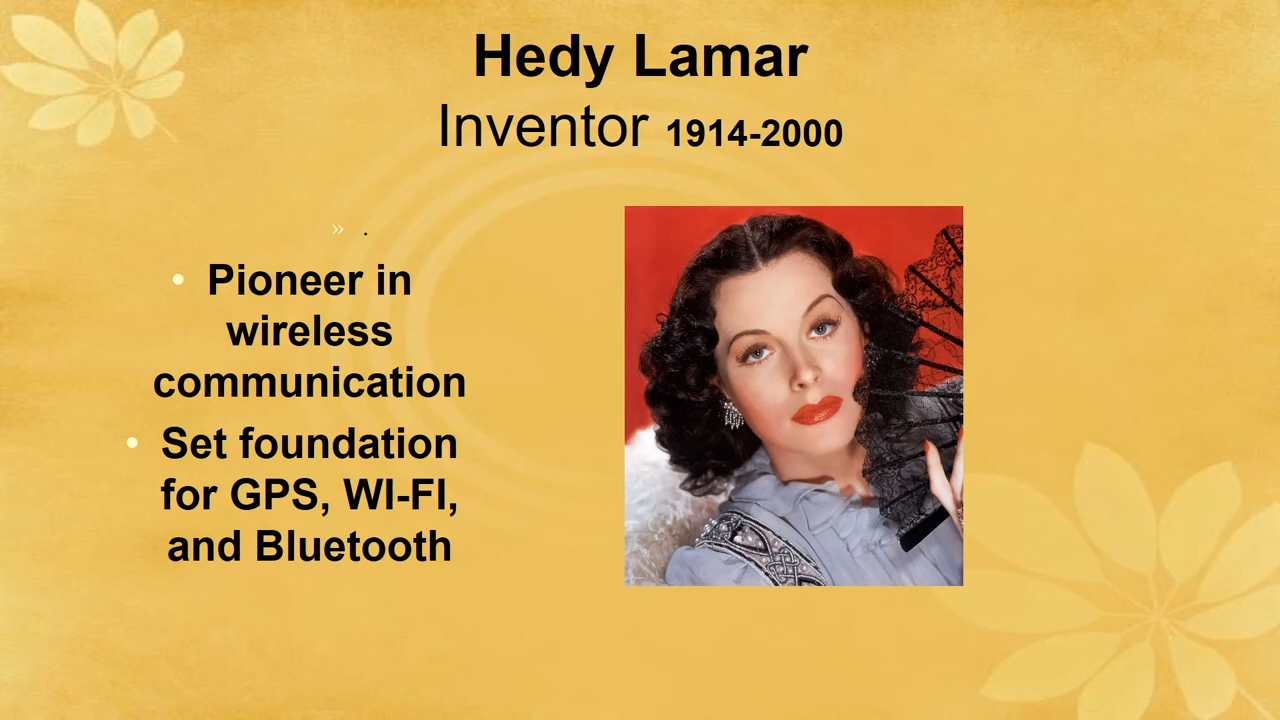 Hedy Lamar
Inventor 1914-2000
» .
• Pioneer in
wireless
communication
• Set foundation
for GPS, WI-FI,
and Bluetooth